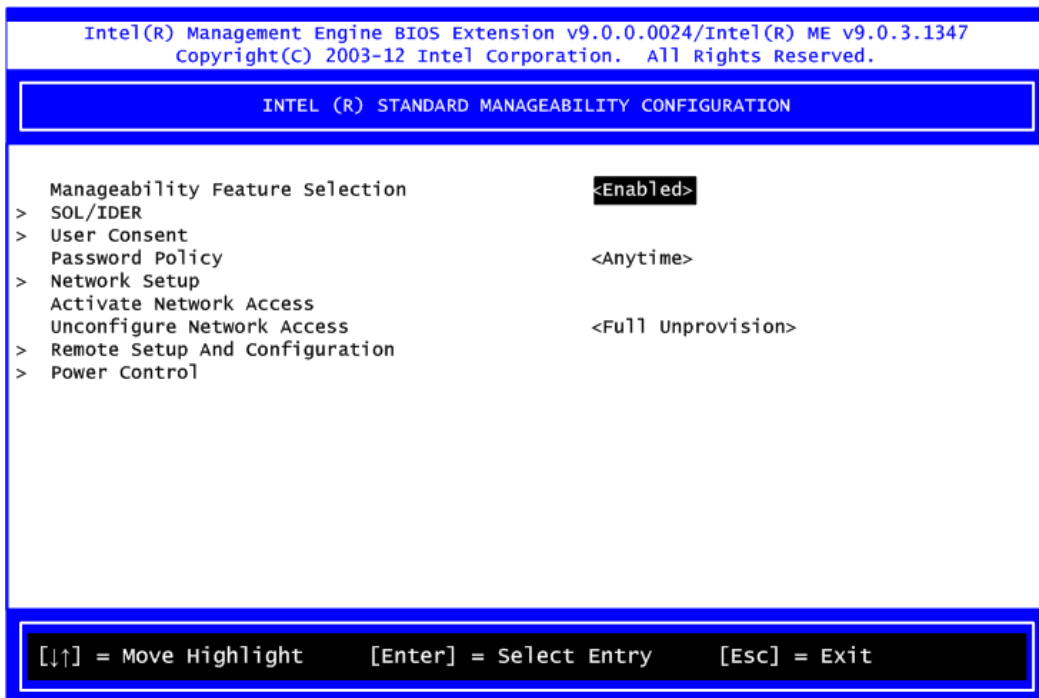 Intel(R) Management Engine BIOS Extension v9.0.0.0024/Intel(R) ME v9.0.3.1347
Copyright(C) 2003-12 Intel Corporation. All Rights Reserved.
INTEL (R) STANDARD MANAGEABILITY CONFIGURATION
Manageability Feature Selection <Enabled>
> SOL/IDER
> User Consent
Password Policy <Anytime>
> Network Setup
Activate Network Access
Unconfigure Network Access <Full Unprovision>
> Remote Setup And Configuration
> Power Control
[↓↑] = Move Highlight [Enter] = Select Entry [Esc] = Exit